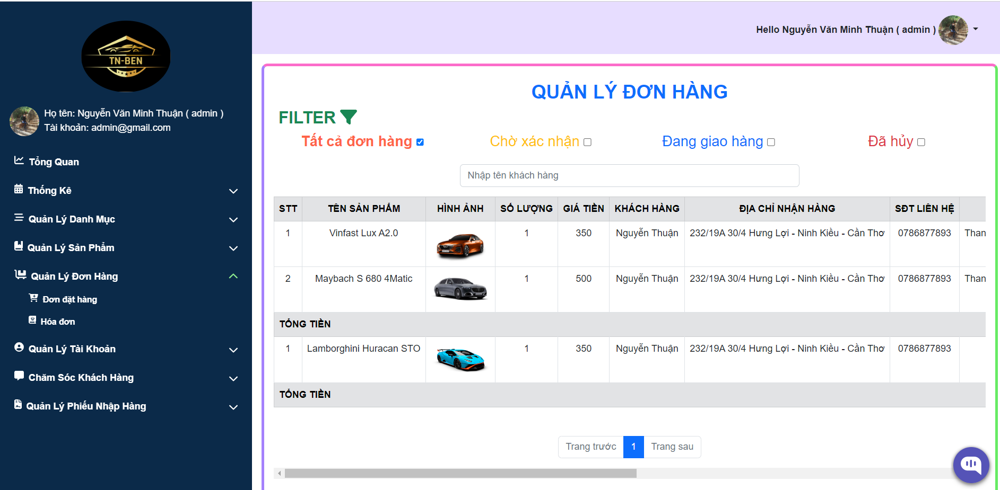 TN-BEN
Họ tên: Nguyễn Văn Minh Thuận ( admin )
Tài khoản: admin@gmail.com
Tổng Quan
Thống Kê
Quản Lý Danh Mục
Quản Lý Sản Phẩm
Quản Lý Đơn Hàng
Đơn đặt hàng
Hóa đơn
Quản Lý Tài Khoản
Chăm Sóc Khách Hàng
Quản Lý Phiếu Nhập Hàng
Hello Nguyễn Văn Minh Thuận ( admin )
QUẢN LÝ ĐƠN HÀNG
FILTER
Tất cả đơn hàng Chờ xác nhận Đang giao hàng Đã hủy
Nhập tên khách hàng
STT TÊN SẢN PHẨM HÌNH ẢNH SỐ LƯỢNG GIÁ TIỀN KHÁCH HÀNG ĐỊA CHỈ NHẬN HÀNG SĐT LIÊN HỆ
1 Vinfast Lux A2.0 1 350 Nguyễn Thuận 232/19A 30/4 Hưng Lợi - Ninh Kiều - Cần Thơ 0786877893 Than
2 Maybach S 680 4Matic 1 500 Nguyễn Thuận 232/19A 30/4 Hưng Lợi - Ninh Kiều - Cần Thơ 0786877893 Than
TỔNG TIỀN
1 Lamborghini Huracan STO 1 350 Nguyễn Thuận 232/19A 30/4 Hưng Lợi - Ninh Kiều - Cần Thơ 0786877893
TỔNG TIỀN
Trang trước 1 Trang sau